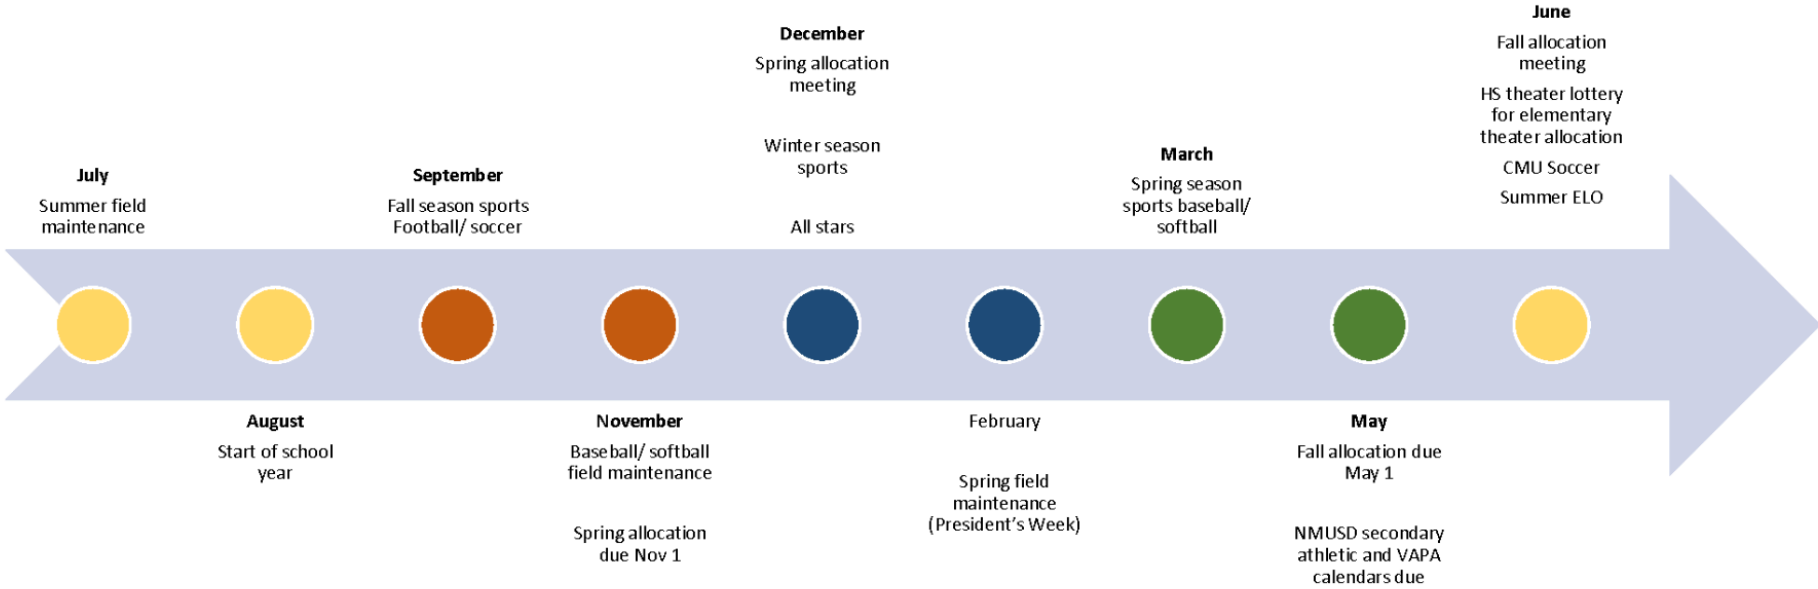 July
Summer field
maintenance
August
Start of school
year
September
Fall season sports
Football/ soccer
November
Baseball/ softball
field maintenance
Spring allocation
due Nov 1
December
Spring allocation
meeting
Winter season
sports
All stars
February
Spring field
maintenance
(President's Week)
March
Spring season
sports baseball/
softball
May
Fall allocation due
May 1
NMUSD secondary
athletic and VAPA
calendars due
June
Fall allocation
meeting
HS theater lottery
for elementary
theater allocation
CMU Soccer
Summer ELO